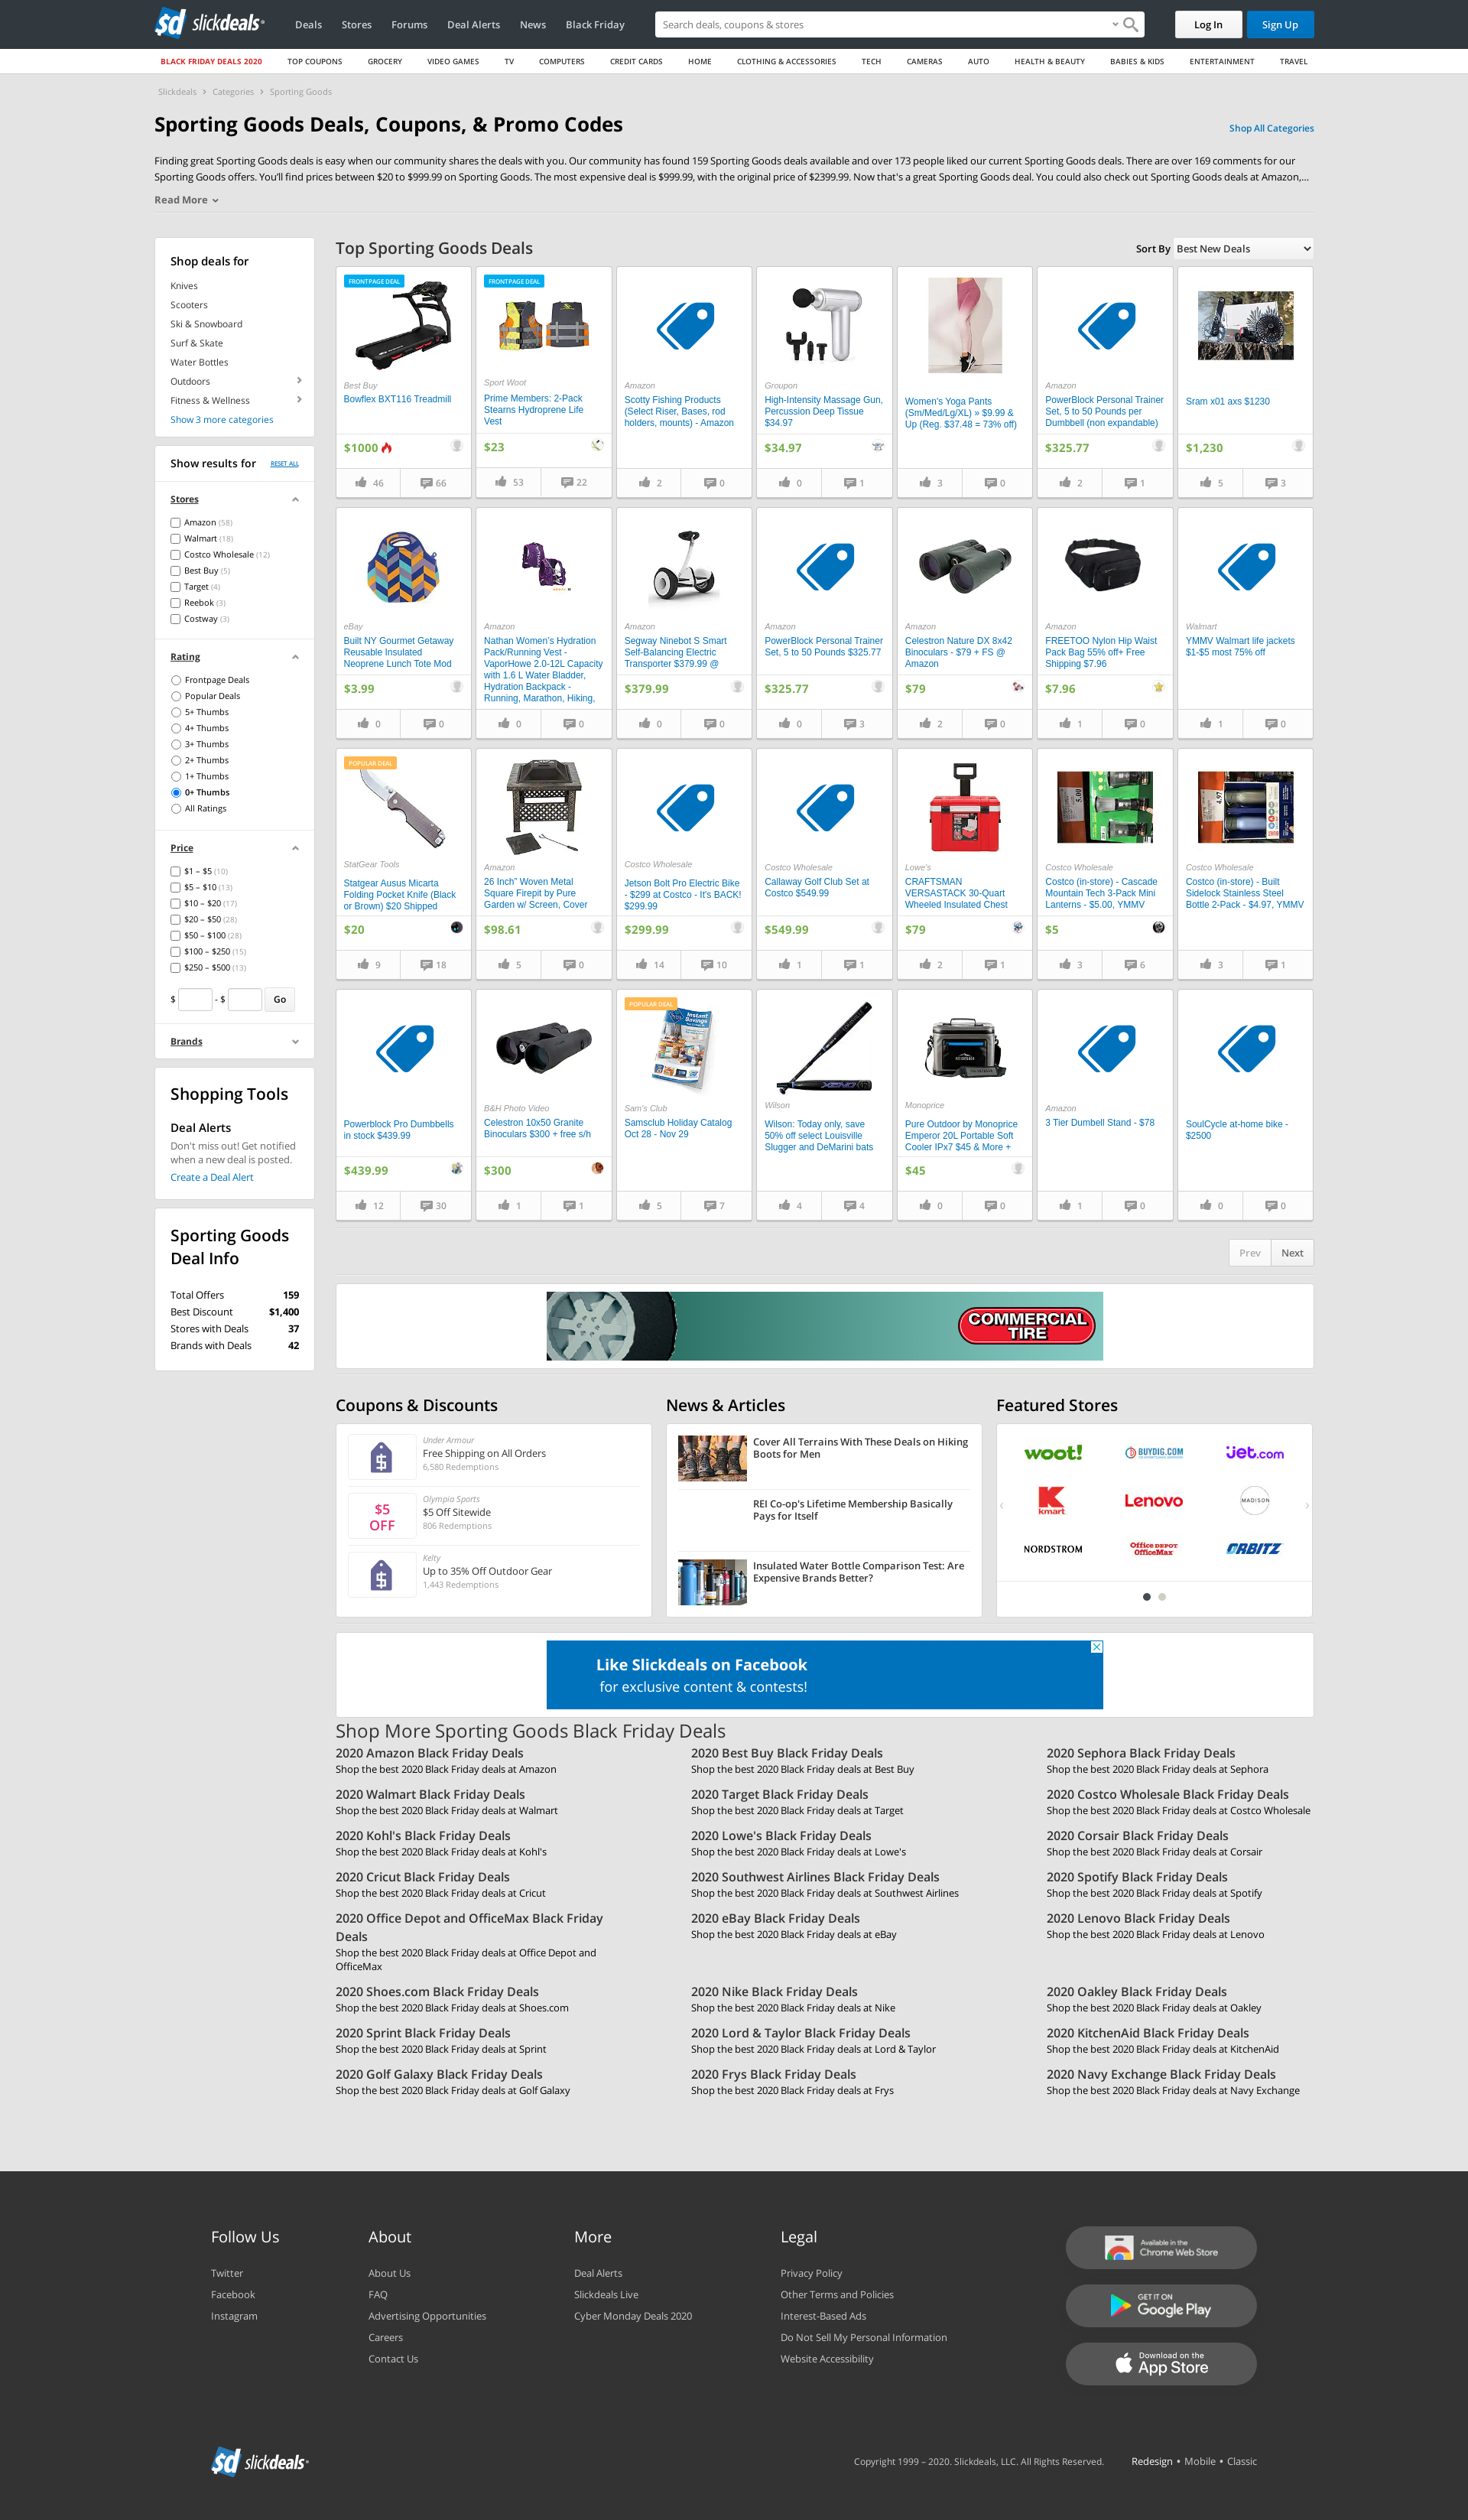 sd slickdeals
Deals Stores Forums Deal Alerts News Black Friday
Search deals, coupons & stores
Log In Sign Up
BLACK FRIDAY DEALS 2020 TOP COUPONS GROCERY VIDEO GAMES TV COMPUTERS CREDIT CARDS HOME CLOTHING & ACCESSORIES TECH CAMERAS AUTO HEALTH & BEAUTY BABIES & KIDS ENTERTAINMENT TRAVEL
Slickdeals > Categories > Sporting Goods
Sporting Goods Deals, Coupons, & Promo Codes
Shop All Categories
Finding great Sporting Goods deals is easy when our community shares the deals with you. Our community has found 159 Sporting Goods deals available and over 173 people liked our current Sporting Goods deals. There are over 169 comments for our
Sporting Goods offers. You'll find prices between $20 to $999.99 on Sporting Goods. The most expensive deal is $999.99, with the original price of $2399.99. Now that's a great Sporting Goods deal. You could also check out Sporting Goods deals at Amazon,...
Read More
Shop deals for
Knives
Scooters
Ski & Snowboard
Surf & Skate
Water Bottles
Outdoors
Fitness & Wellness
Show 3 more categories
Show results for RESET ALL
Stores
Amazon (58)
Walmart (18)
Costco Wholesale (12)
Best Buy (5)
Target (4)
Reebok (3)
Costway (3)
Rating
Frontpage Deals
Popular Deals
5+ Thumbs
4+ Thumbs
3+ Thumbs
2+ Thumbs
1+ Thumbs
0+ Thumbs
All Ratings
Price
$1 – $5 (10)
$5 – $10 (13)
$10 – $20 (17)
$20 – $50 (28)
$50 – $100 (28)
$100 – $250 (15)
$250 – $500 (13)
$ - $ Go
Brands
Shopping Tools
Deal Alerts
Don't miss out! Get notified
when a new deal is posted.
Create a Deal Alert
Sporting Goods
Deal Info
Total Offers 159
Best Discount $1,400
Stores with Deals 37
Brands with Deals 42
Top Sporting Goods Deals
Sort By Best New Deals
FRONTPAGE DEAL
Best Buy
Bowflex BXT116 Treadmill
$1000
46 66
FRONTPAGE DEAL
Sport Woot
Prime Members: 2-Pack
Stearns Hydroprene Life
Vest
$23
53 22
Amazon
Scotty Fishing Products
(Select Riser, Bases, rod
holders, mounts) - Amazon
2 0
Groupon
High-Intensity Massage Gun,
Percussion Deep Tissue
$34.97
$34.97
0 1
Women's Yoga Pants
(Sm/Med/Lg/XL) » $9.99 &
Up (Reg. $37.48 = 73% off)
3 0
Amazon
PowerBlock Personal Trainer
Set, 5 to 50 Pounds per
Dumbbell (non expandable)
$325.77
2 1
Sram x01 axs $1230
$1,230
5 3
eBay
Built NY Gourmet Getaway
Reusable Insulated
Neoprene Lunch Tote Mod
$3.99
0 0
Amazon
Nathan Women's Hydration
Pack/Running Vest -
VaporHowe 2.0-12L Capacity
with 1.6 L Water Bladder,
Hydration Backpack -
Running, Marathon, Hiking,
0 0
Amazon
Segway Ninebot S Smart
Self-Balancing Electric
Transporter $379.99 @
$379.99
0 0
Amazon
PowerBlock Personal Trainer
Set, 5 to 50 Pounds $325.77
$325.77
0 3
Amazon
Celestron Nature DX 8x42
Binoculars - $79 + FS @
Amazon
$79
2 0
Amazon
FREETOO Nylon Hip Waist
Pack Bag 55% off+ Free
Shipping $7.96
$7.96
1 0
Walmart
YMMV Walmart life jackets
$1-$5 most 75% off
1 0
POPULAR DEAL
StatGear Tools
Statgear Ausus Micarta
Folding Pocket Knife (Black
or Brown) $20 Shipped
$20
9 18
Amazon
26 Inch" Woven Metal
Square Firepit by Pure
Garden w/ Screen, Cover
$98.61
5 0
Costco Wholesale
Jetson Bolt Pro Electric Bike
- $299 at Costco - It's BACK!
$299.99
$299.99
14 10
Costco Wholesale
Callaway Golf Club Set at
Costco $549.99
$549.99
1 1
Lowe's
CRAFTSMAN
VERSASTACK 30-Quart
Wheeled Insulated Chest
$79
2 1
5.00
Costco Wholesale
Costco (in-store) - Cascade
Mountain Tech 3-Pack Mini
Lanterns - $5.00, YMMV
$5
3 6
4.97
Costco Wholesale
Costco (in-store) - Built
Sidelock Stainless Steel
Bottle 2-Pack - $4.97, YMMV
3 1
Powerblock Pro Dumbbells
in stock $439.99
$439.99
12 30
B&H Photo Video
Celestron 10x50 Granite
Binoculars $300 + free s/h
$300
1 1
POPULAR DEAL
Instant
Savings
Sam's Club
Samsclub Holiday Catalog
Oct 28 - Nov 29
5 7
XENO
Wilson
Wilson: Today only, save
50% off select Louisville
Slugger and DeMarini bats
4 4
Monoprice
Pure Outdoor by Monoprice
Emperor 20L Portable Soft
Cooler IPx7 $45 & More +
$45
0 0
Amazon
3 Tier Dumbell Stand - $78
1 0
SoulCycle at-home bike -
$2500
0 0
Prev Next
COMMERCIAL
TIRE
Coupons & Discounts
Under Armour
Free Shipping on All Orders
6,580 Redemptions
$5
OFF
Olympia Sports
$5 Off Sitewide
806 Redemptions
Kelty
Up to 35% Off Outdoor Gear
1,443 Redemptions
News & Articles
Cover All Terrains With These Deals on Hiking
Boots for Men
REI Co-op's Lifetime Membership Basically
Pays for Itself
Insulated Water Bottle Comparison Test: Are
Expensive Brands Better?
Featured Stores
woot! BUYDIG.COM jet.com
K kmart Lenovo MADISON
NORDSTROM Office DEPOT OfficeMax ORBITZ
Like Slickdeals on Facebook
for exclusive content & contests!
Shop More Sporting Goods Black Friday Deals
2020 Amazon Black Friday Deals
Shop the best 2020 Black Friday deals at Amazon
2020 Best Buy Black Friday Deals
Shop the best 2020 Black Friday deals at Best Buy
2020 Sephora Black Friday Deals
Shop the best 2020 Black Friday deals at Sephora
2020 Walmart Black Friday Deals
Shop the best 2020 Black Friday deals at Walmart
2020 Target Black Friday Deals
Shop the best 2020 Black Friday deals at Target
2020 Costco Wholesale Black Friday Deals
Shop the best 2020 Black Friday deals at Costco Wholesale
2020 Kohl's Black Friday Deals
Shop the best 2020 Black Friday deals at Kohl's
2020 Lowe's Black Friday Deals
Shop the best 2020 Black Friday deals at Lowe's
2020 Corsair Black Friday Deals
Shop the best 2020 Black Friday deals at Corsair
2020 Cricut Black Friday Deals
Shop the best 2020 Black Friday deals at Cricut
2020 Southwest Airlines Black Friday Deals
Shop the best 2020 Black Friday deals at Southwest Airlines
2020 Spotify Black Friday Deals
Shop the best 2020 Black Friday deals at Spotify
2020 Office Depot and OfficeMax Black Friday
Deals
Shop the best 2020 Black Friday deals at Office Depot and
OfficeMax
2020 eBay Black Friday Deals
Shop the best 2020 Black Friday deals at eBay
2020 Lenovo Black Friday Deals
Shop the best 2020 Black Friday deals at Lenovo
2020 Shoes.com Black Friday Deals
Shop the best 2020 Black Friday deals at Shoes.com
2020 Nike Black Friday Deals
Shop the best 2020 Black Friday deals at Nike
2020 Oakley Black Friday Deals
Shop the best 2020 Black Friday deals at Oakley
2020 Sprint Black Friday Deals
Shop the best 2020 Black Friday deals at Sprint
2020 Lord & Taylor Black Friday Deals
Shop the best 2020 Black Friday deals at Lord & Taylor
2020 KitchenAid Black Friday Deals
Shop the best 2020 Black Friday deals at KitchenAid
2020 Golf Galaxy Black Friday Deals
Shop the best 2020 Black Friday deals at Golf Galaxy
2020 Frys Black Friday Deals
Shop the best 2020 Black Friday deals at Frys
2020 Navy Exchange Black Friday Deals
Shop the best 2020 Black Friday deals at Navy Exchange
Follow Us
Twitter
Facebook
Instagram
About
About Us
FAQ
Advertising Opportunities
Careers
Contact Us
More
Deal Alerts
Slickdeals Live
Cyber Monday Deals 2020
Legal
Privacy Policy
Other Terms and Policies
Interest-Based Ads
Do Not Sell My Personal Information
Website Accessibility
Available in the
Chrome Web Store
GET IT ON
Google Play
Download on the
App Store
sd slickdeals
Copyright 1999 – 2020. Slickdeals, LLC. All Rights Reserved. Redesign • Mobile • Classic